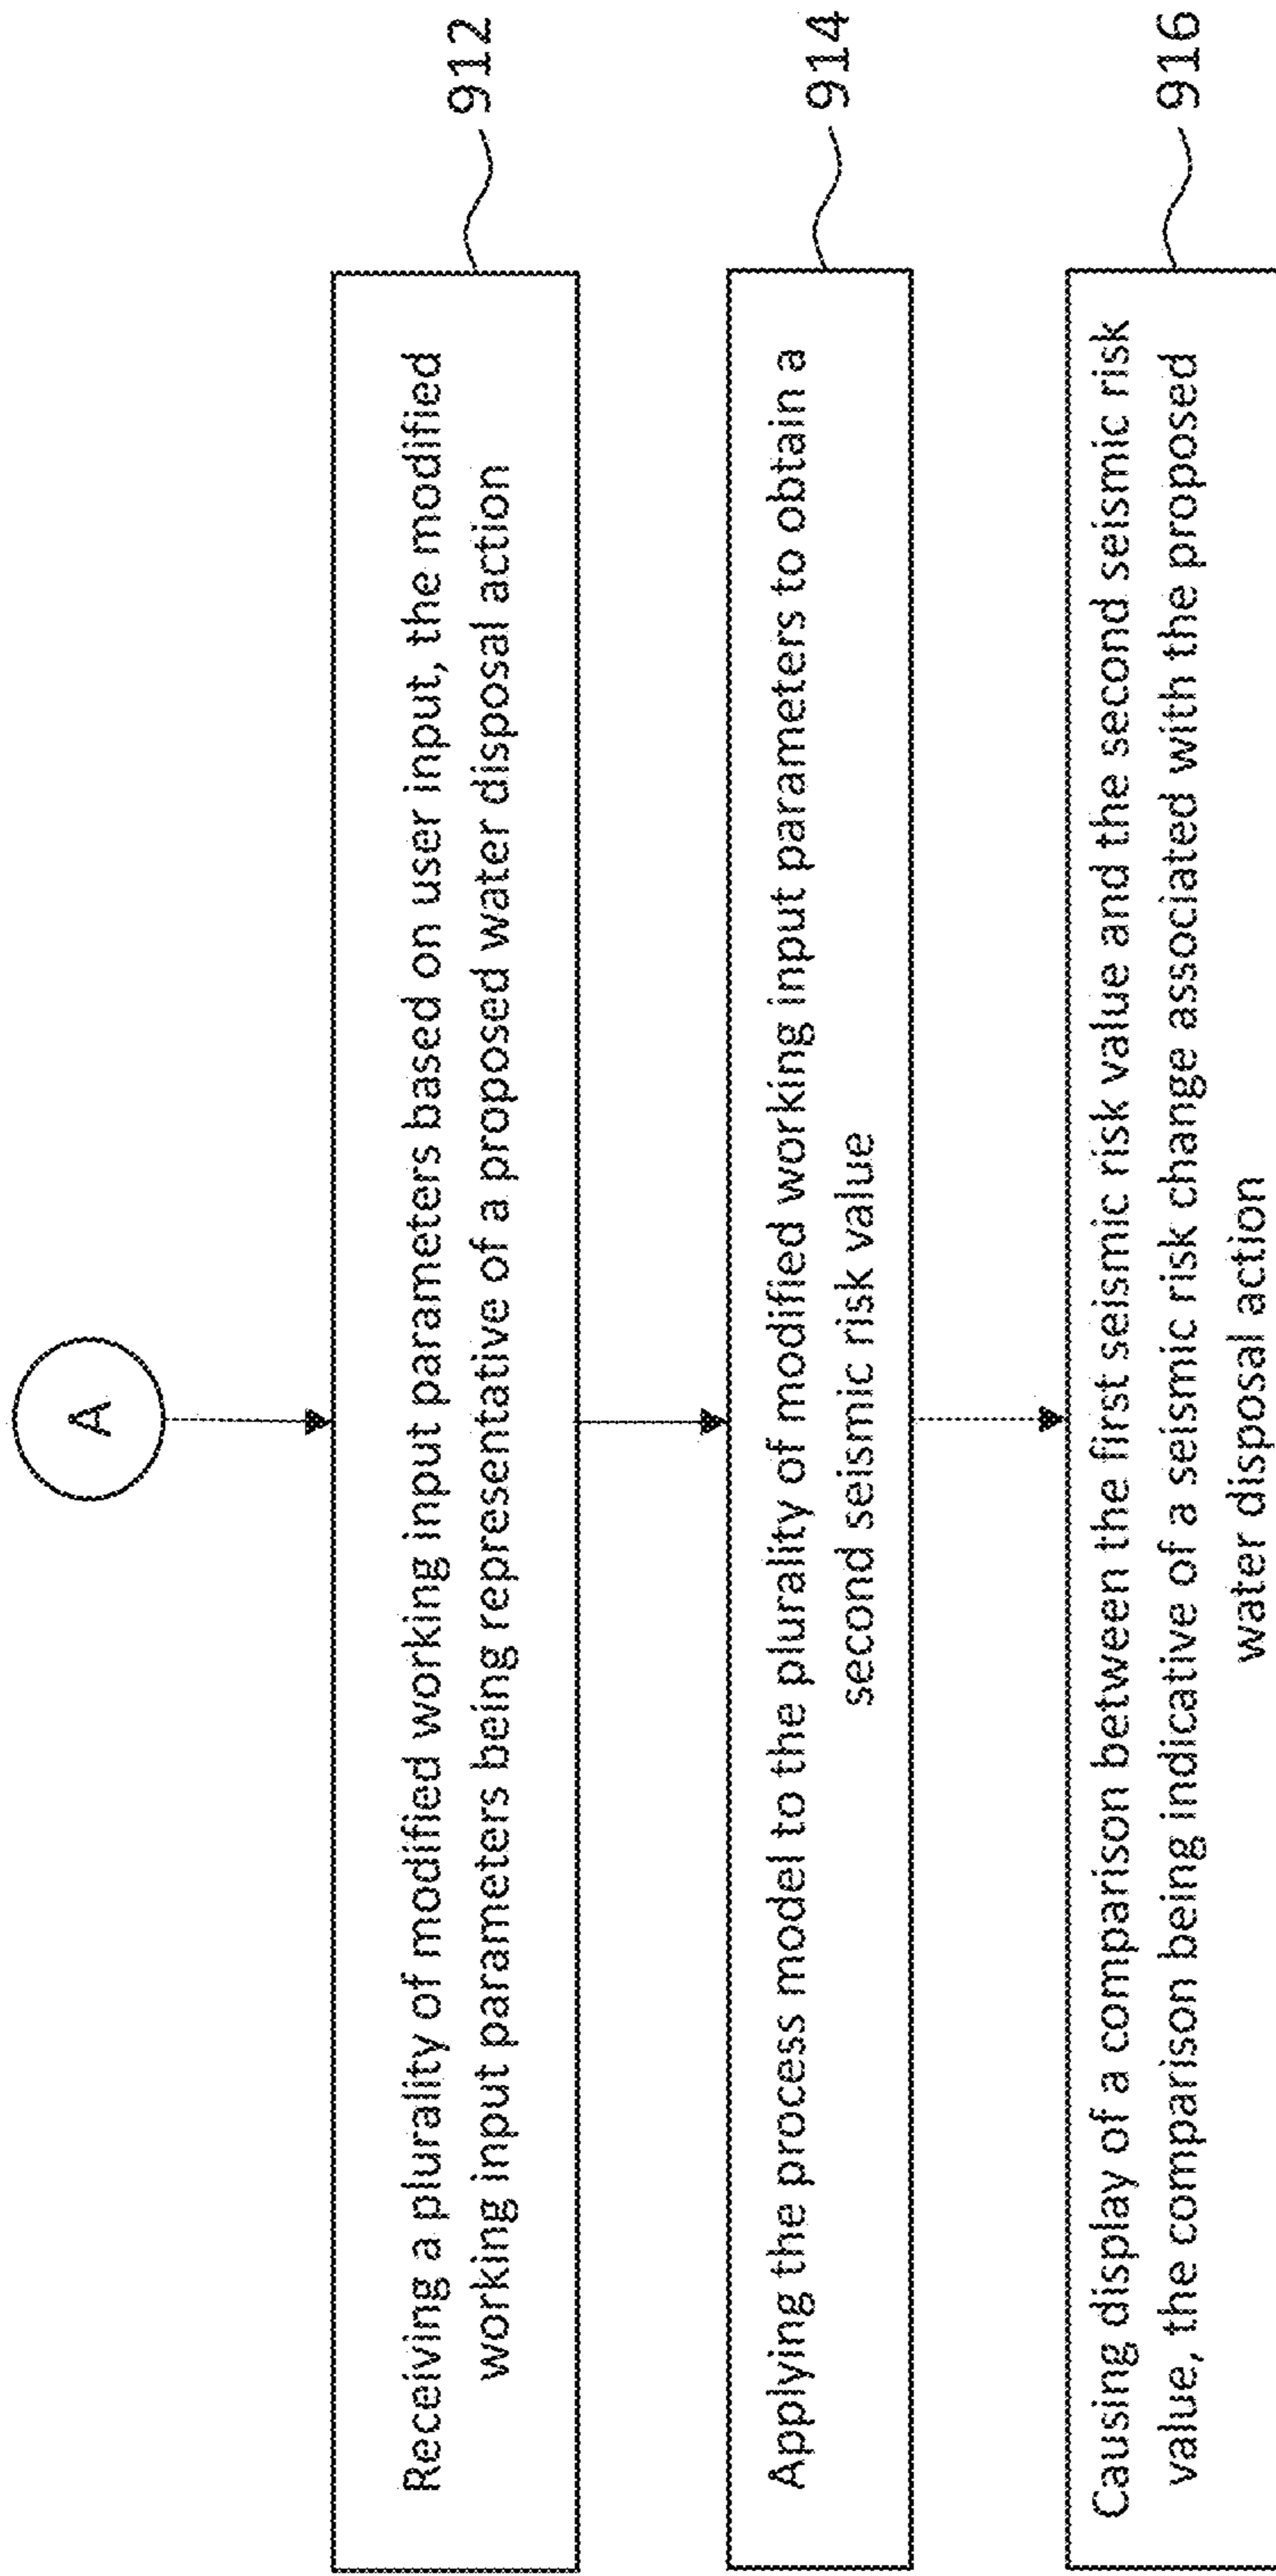 A
Receiving a plurality of modified working input parameters based on user input, the modified
working input parameters being representative of a proposed water disposal action
912
Applying the process model to the plurality of modified working input parameters to obtain a
second seismic risk value
914
Causing display of a comparison between the first seismic risk value and the second seismic risk
value, the comparison being indicative of a seismic risk change associated with the proposed
water disposal action
916